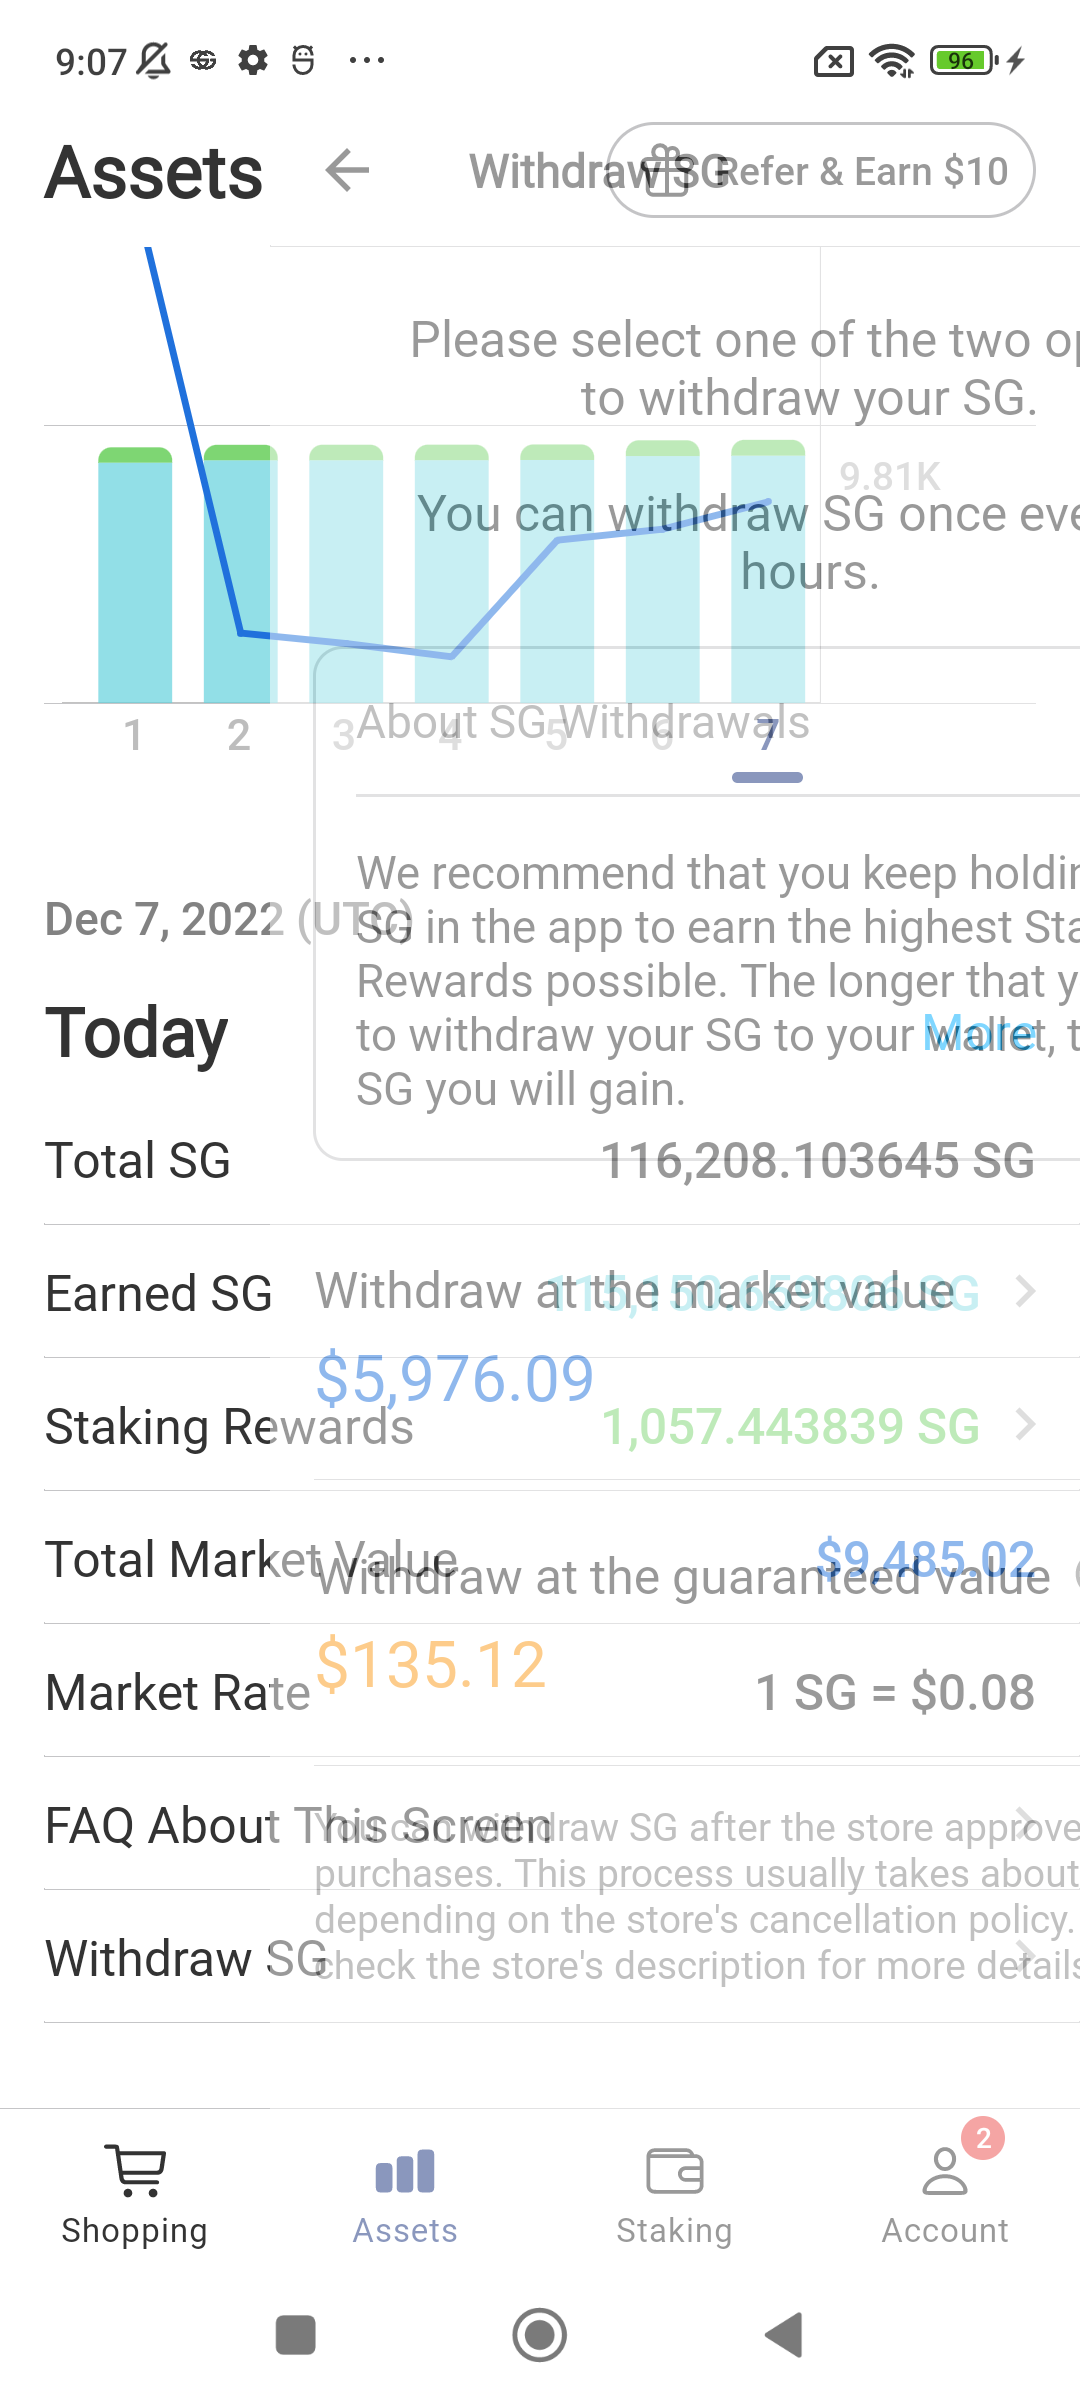 9:07
96
Assets
Withdraw SG
Refer & Earn $10
Please select one of the two op
to withdraw your SG.
9.81K
You can withdraw SG once eve
hours.
1 2 3 4 5 6 7
About SG Withdrawals
We recommend that you keep holdin
Dec 7, 2022 (UTC)
SG in the app to earn the highest Sta
Rewards possible. The longer that y
Today
to withdraw your SG to your wallet, t
More
SG you will gain.
Total SG
116,208.103645 SG
Earned SG
115,150.659806 SG
Withdraw at the market value
$5,976.09
Staking Rewards
1,057.443839 SG
Total Market Value
$9,485.02
Withdraw at the guaranteed value
$135.12
Market Rate
1 SG = $0.08
FAQ About This Screen
You can withdraw SG after the store approve
purchases. This process usually takes about
depending on the store's cancellation policy.
Withdraw SG
check the store's description for more details
2
Shopping
Assets
Staking
Account